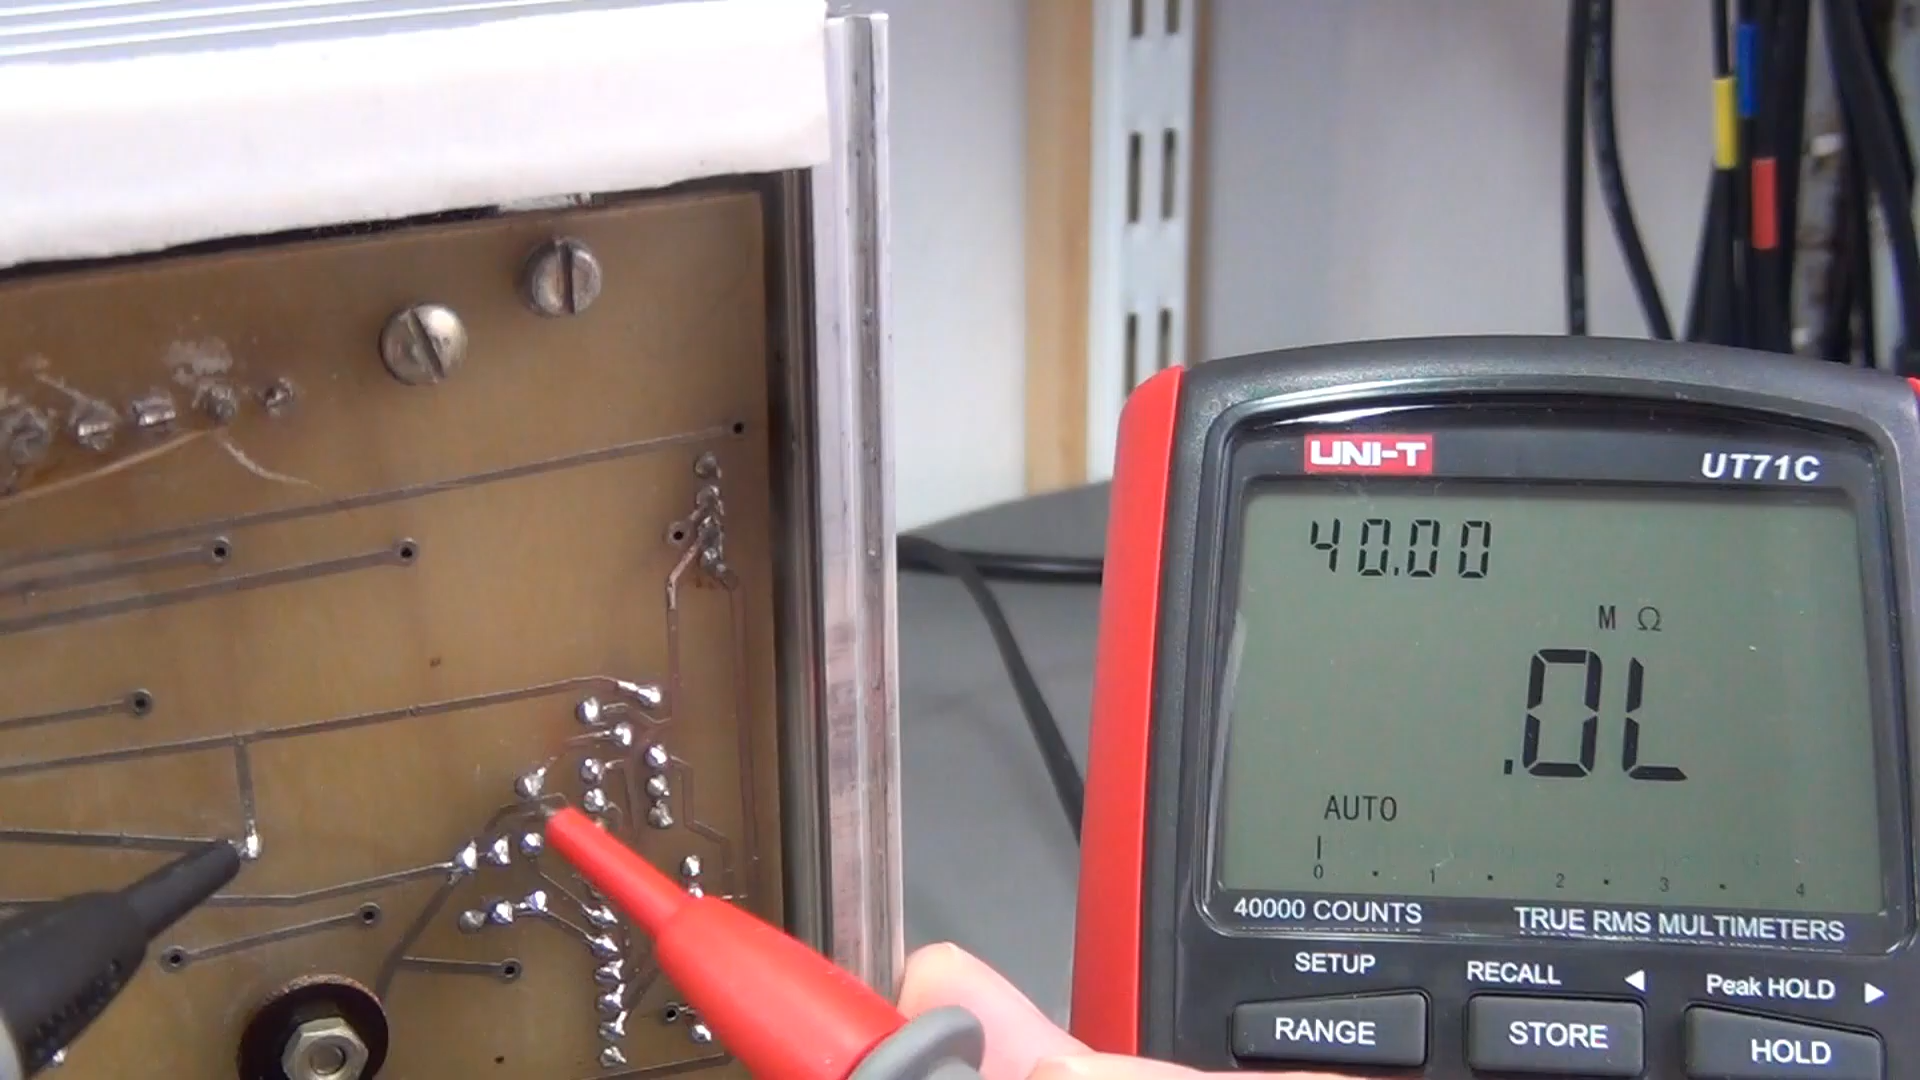 UNI-T UT71C
40.00
M Ω
.OL
AUTO
0 1 2 3 4
40000 COUNTS TRUE RMS MULTIMETERS
SETUP RECALL ◀ Peak HOLD ▶
RANGE STORE HOLD